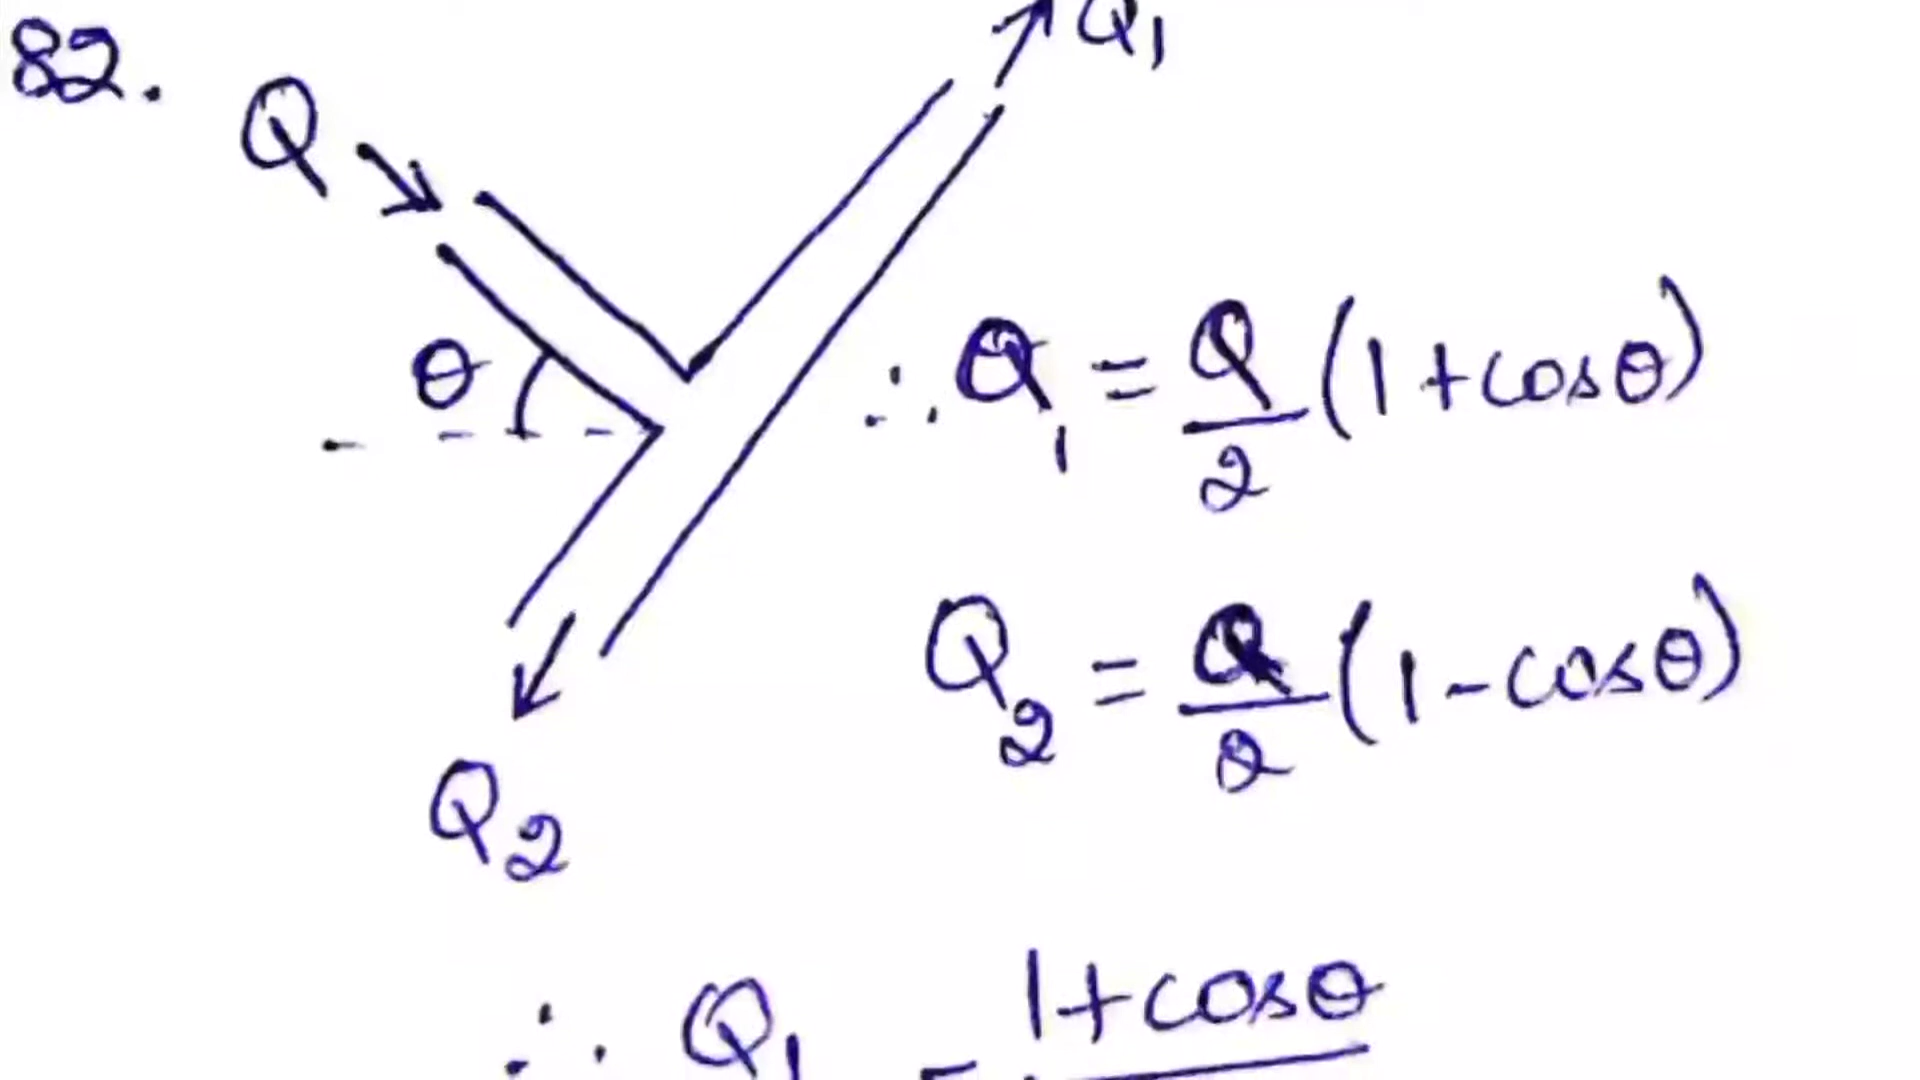 82.
Q
Q₁
θ
∴ Q₁ = Q/2 (1+cosθ)
Q₂ = Q/2 (1-cosθ)
Q₂
∴ Q₁ = 1+cosθ